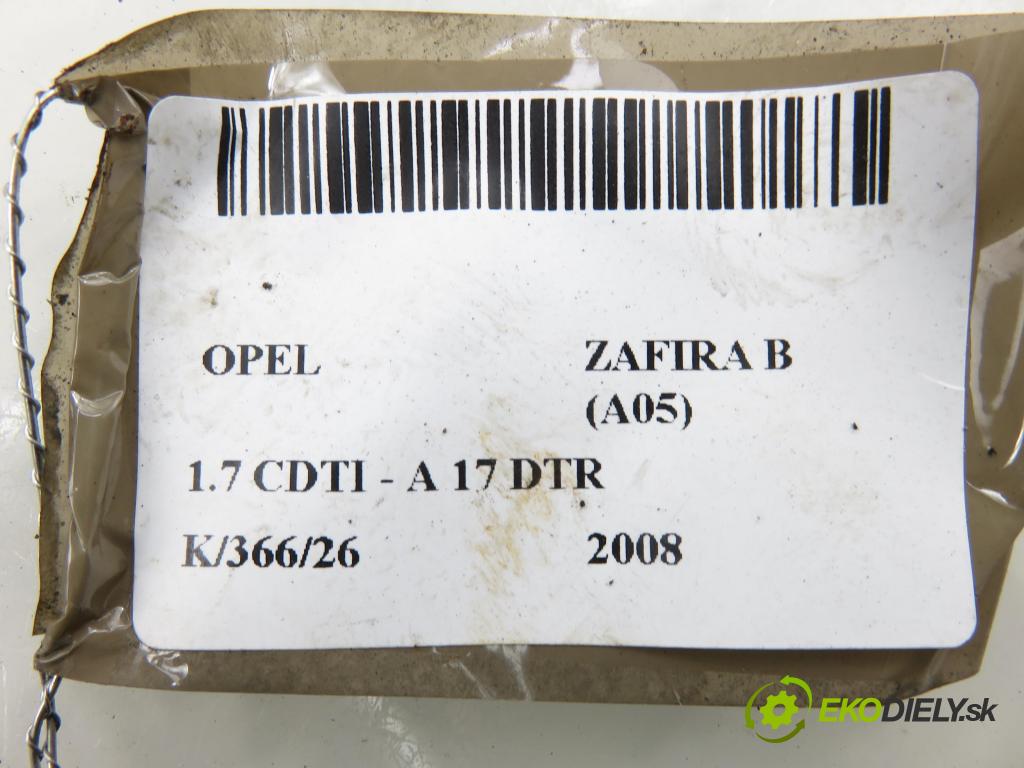 OPEL ZAFIRA B
(A05)
1.7 CDTI - A 17 DTR
K/366/26 2008
EKODIELY.sk